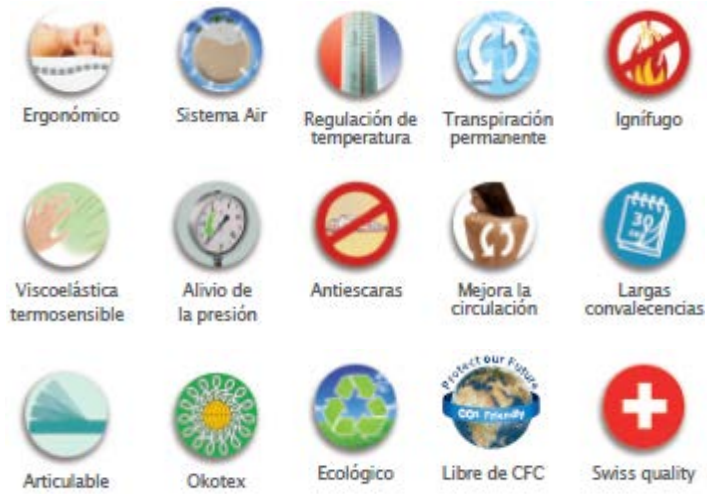 Ergonómico
Sistema Air
Regulación de
temperatura
Transpiración
permanente
Ignífugo
Viscoelástica
termosensible
Alivio de
la presión
Antiescaras
Mejora la
circulación
30
Largas
convalecencias
Articulable
Okotex
Ecológico
Protect our Future
Friendly
Libre de CFC
Swiss quality